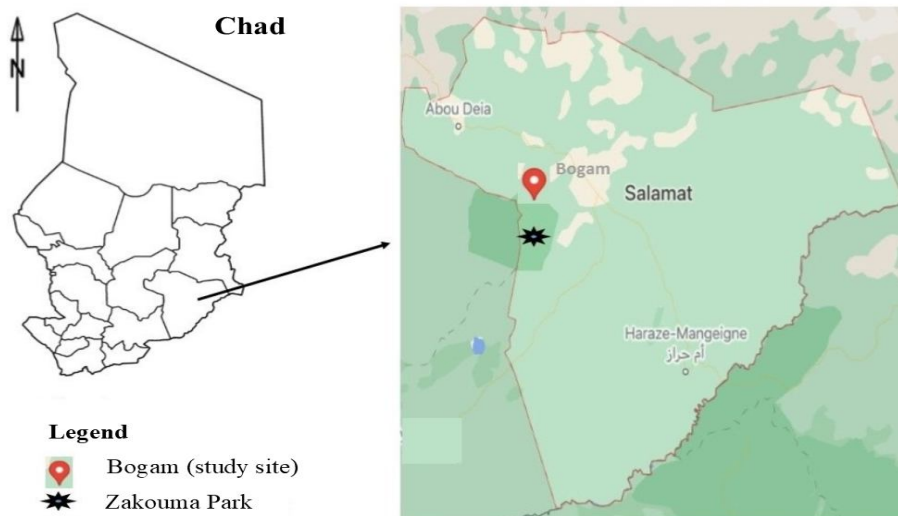 Chad
N
Abou Deia
Bogam
Salamat
Haraze-Mangeigne
أم حراز
Legend
Bogam (study site)
Zakouma Park